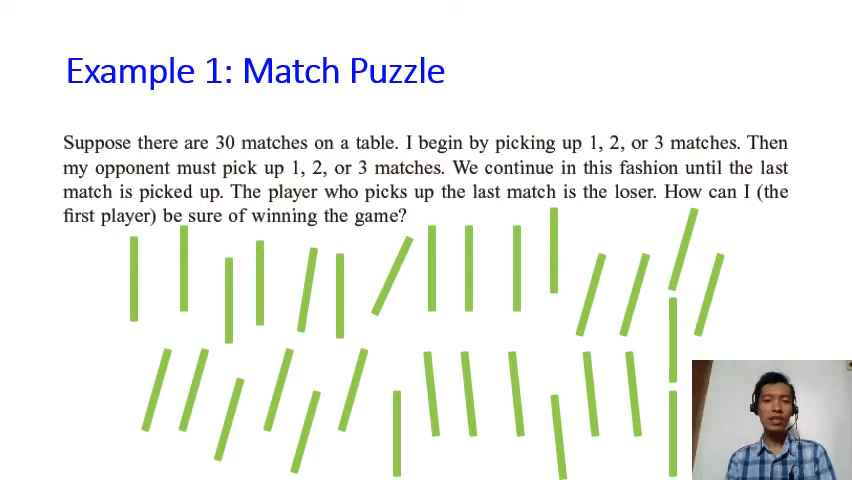 Example 1: Match Puzzle
Suppose there are 30 matches on a table. I begin by picking up 1, 2, or 3 matches. Then
my opponent must pick up 1, 2, or 3 matches. We continue in this fashion until the last
match is picked up. The player who picks up the last match is the loser. How can I (the
first player) be sure of winning the game?